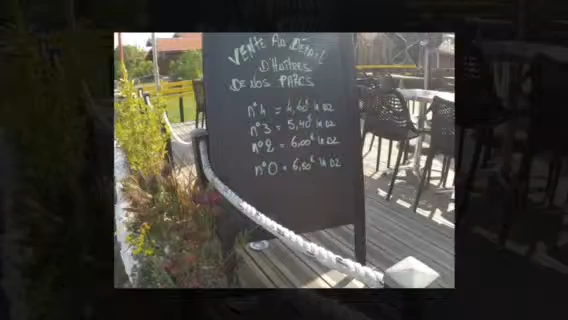 VENTE AU DÉTAIL
D'HUÎTRES
DE NOS PARCS
n°4 = 4,60€ la DZ
n°3 = 5,40€ la DZ
n°2 = 6,00€ la DZ
n°0 = 6,50€ la DZ